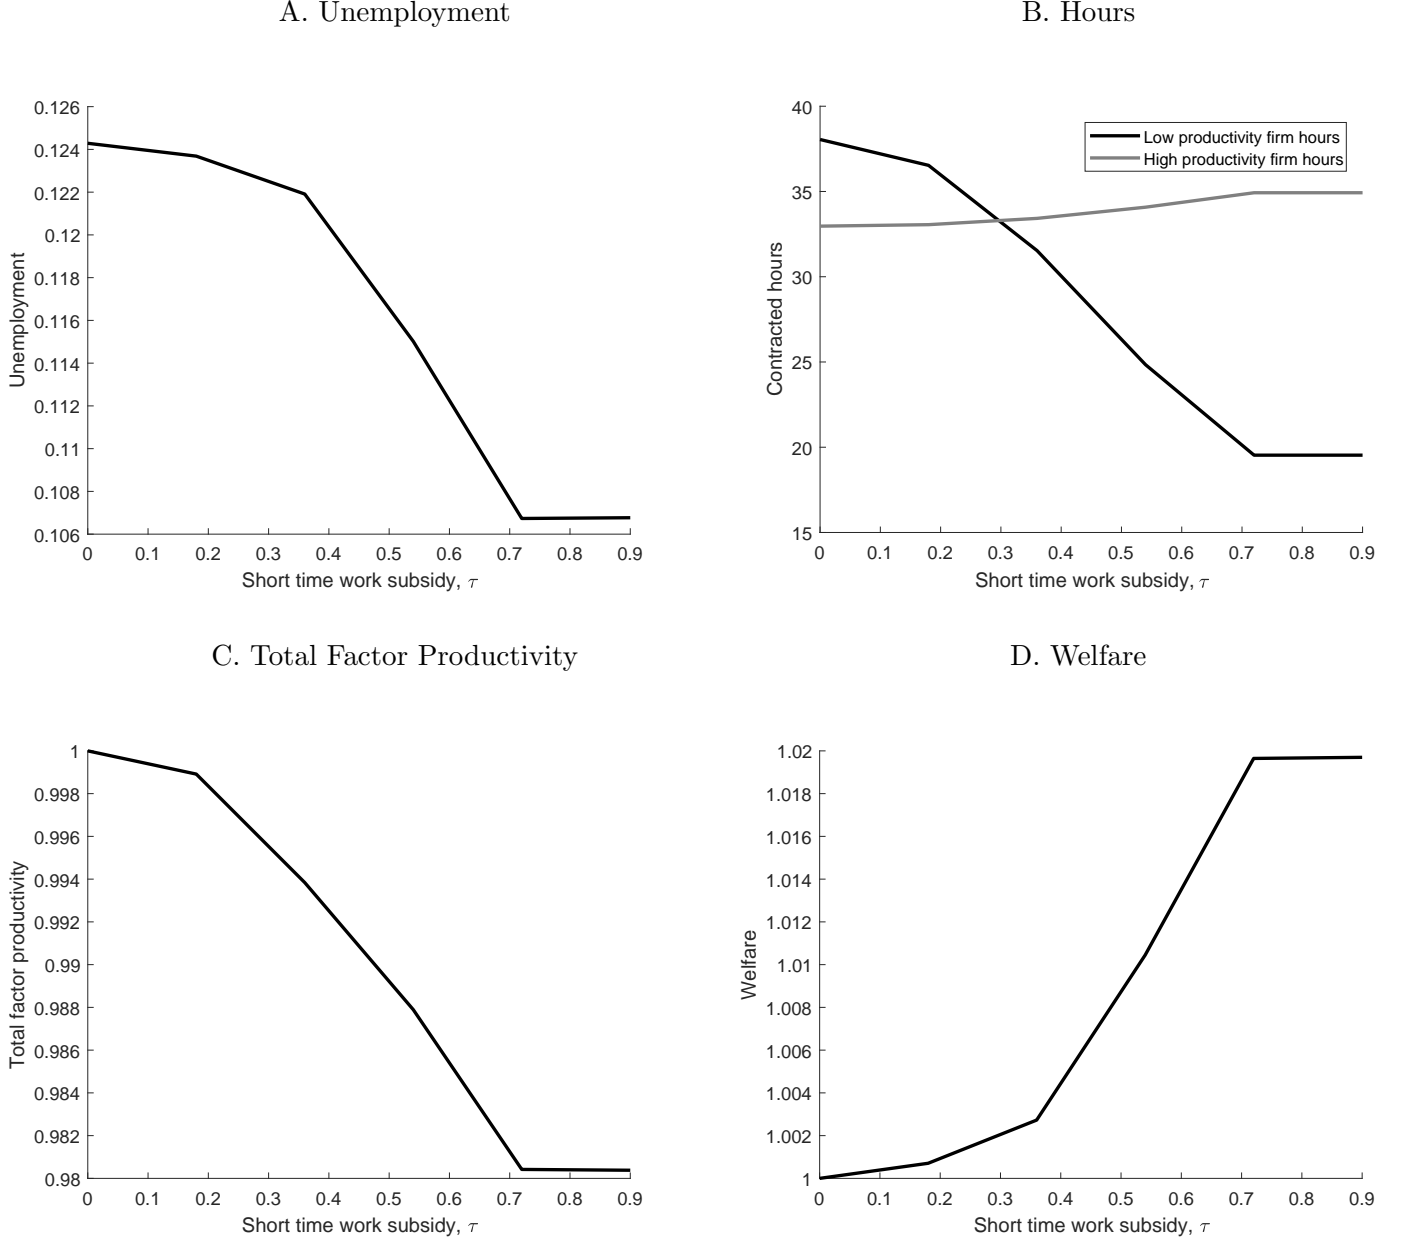 A. Unemployment
0.126
0.124
0.122
0.12
0.118
0.116
0.114
0.112
0.11
0.108
0.106
Unemployment
0 0.1 0.2 0.3 0.4 0.5 0.6 0.7 0.8 0.9
Short time work subsidy, τ
B. Hours
40
35
30
25
20
15
Contracted hours
Low productivity firm hours
High productivity firm hours
0 0.1 0.2 0.3 0.4 0.5 0.6 0.7 0.8 0.9
Short time work subsidy, τ
C. Total Factor Productivity
1
0.998
0.996
0.994
0.992
0.99
0.988
0.986
0.984
0.982
0.98
Total factor productivity
0 0.1 0.2 0.3 0.4 0.5 0.6 0.7 0.8 0.9
Short time work subsidy, τ
D. Welfare
1.02
1.018
1.016
1.014
1.012
1.01
1.008
1.006
1.004
1.002
1
Welfare
0 0.1 0.2 0.3 0.4 0.5 0.6 0.7 0.8 0.9
Short time work subsidy, τ